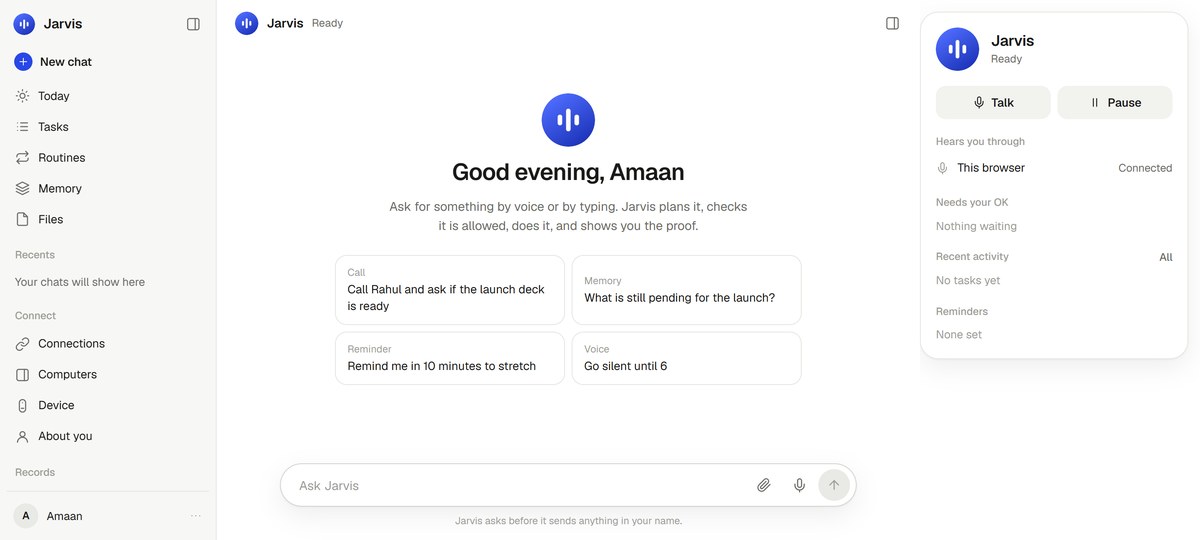 Jarvis
New chat
Today
Tasks
Routines
Memory
Files
Recents
Your chats will show here
Connect
Connections
Computers
Device
About you
Records
A
Amaan
Jarvis Ready
Good evening, Amaan
Ask for something by voice or by typing. Jarvis plans it, checks
it is allowed, does it, and shows you the proof.
Call
Call Rahul and ask if the launch deck
is ready
Memory
What is still pending for the launch?
Reminder
Remind me in 10 minutes to stretch
Voice
Go silent until 6
Ask Jarvis
Jarvis asks before it sends anything in your name.
Jarvis
Ready
Talk
Pause
Hears you through
This browser Connected
Needs your OK
Nothing waiting
Recent activity All
No tasks yet
Reminders
None set